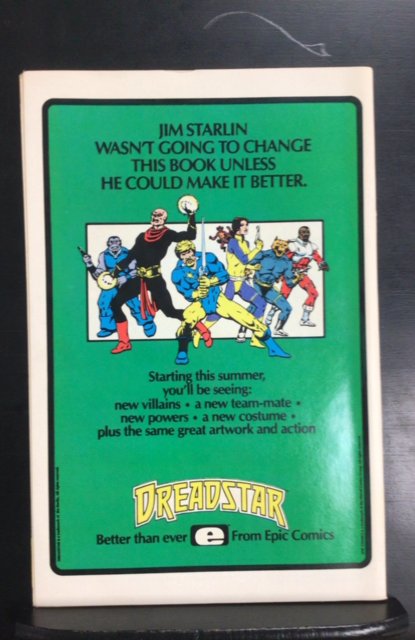 JIM STARLIN
WASN'T GOING TO CHANGE
THIS BOOK UNLESS
HE COULD MAKE IT BETTER.
Starting this summer,
you'll be seeing:
new villains • a new team-mate •
new powers • a new costume •
plus the same great artwork and action
DREADSTAR
Better than ever e From Epic Comics